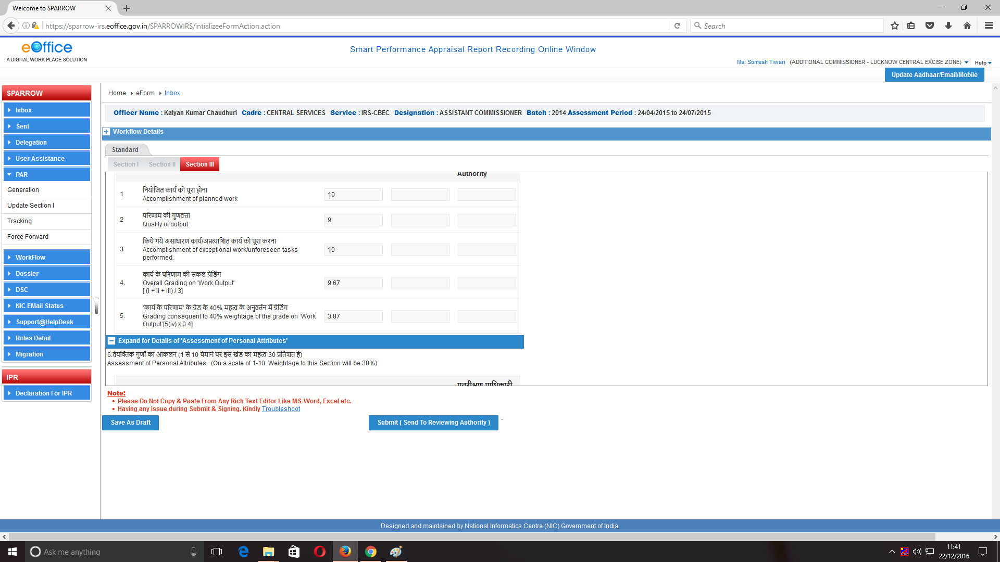 Welcome to SPARROW
https://sparrow-irs.eoffice.gov.in/SPARROWIRS/intializeeFormAction.action
Search
eOffice
A DIGITAL WORK PLACE SOLUTION
Smart Performance Appraisal Report Recording Online Window
Ms. Somesh Tiwari (ADDITIONAL COMMISSIONER - LUCKNOW CENTRAL EXCISE ZONE) Help
Update Aadhaar/Email/Mobile
SPARROW
Inbox
Sent
Delegation
User Assistance
PAR
Generation
Update Section I
Tracking
Force Forward
WorkFlow
Dossier
DSC
NIC EMail Status
Support@HelpDesk
Roles Detail
Migration
IPR
Declaration For IPR
Home eForm Inbox
Officer Name : Kalyan Kumar Chaudhuri Cadre : CENTRAL SERVICES Service : IRS-CBEC Designation : ASSISTANT COMMISSIONER Batch : 2014 Assessment Period : 24/04/2015 to 24/07/2015
Workflow Details
Standard
Section I Section II Section III
Authority
1 नियोजित कार्य को पूरा होना
Accomplishment of planned work 10
2 परिणाम की गुणवत्ता
Quality of output 9
3 किये गये असाधारण कार्य/अप्रत्याशित कार्य को पूरा करना
Accomplishment of exceptional work/unforeseen tasks 10
performed.
4. कार्य के परिणाम की सकल ग्रेडिंग
Overall Grading on 'Work Output' 9.67
[ (i + ii + iii) / 3]
5. 'कार्य के परिणाम' के ग्रेड के 40% महत्व के अनुवर्तन में ग्रेडिंग
Grading consequent to 40% weightage of the grade on 'Work 3.87
Output'[5(iv) x 0.4]
Expand for Details of 'Assessment of Personal Attributes'
6.वैयक्तिक गुणों का आकलन (1 से 10 पैमाने पर इस खंड का महत्व 30 प्रतिशत है)
Assessment of Personal Attributes (On a scale of 1-10. Weightage to this Section will be 30%)
Note:
• Please Do Not Copy & Paste From Any Rich Text Editor Like MS-Word, Excel etc.
• Having any issue during Submit & Signing. Kindly Troubleshoot
Save As Draft Submit ( Send To Reviewing Authority ) -
Designed and maintained by National Informatics Centre (NIC) Government of India.
Ask me anything
11:41
22/12/2016